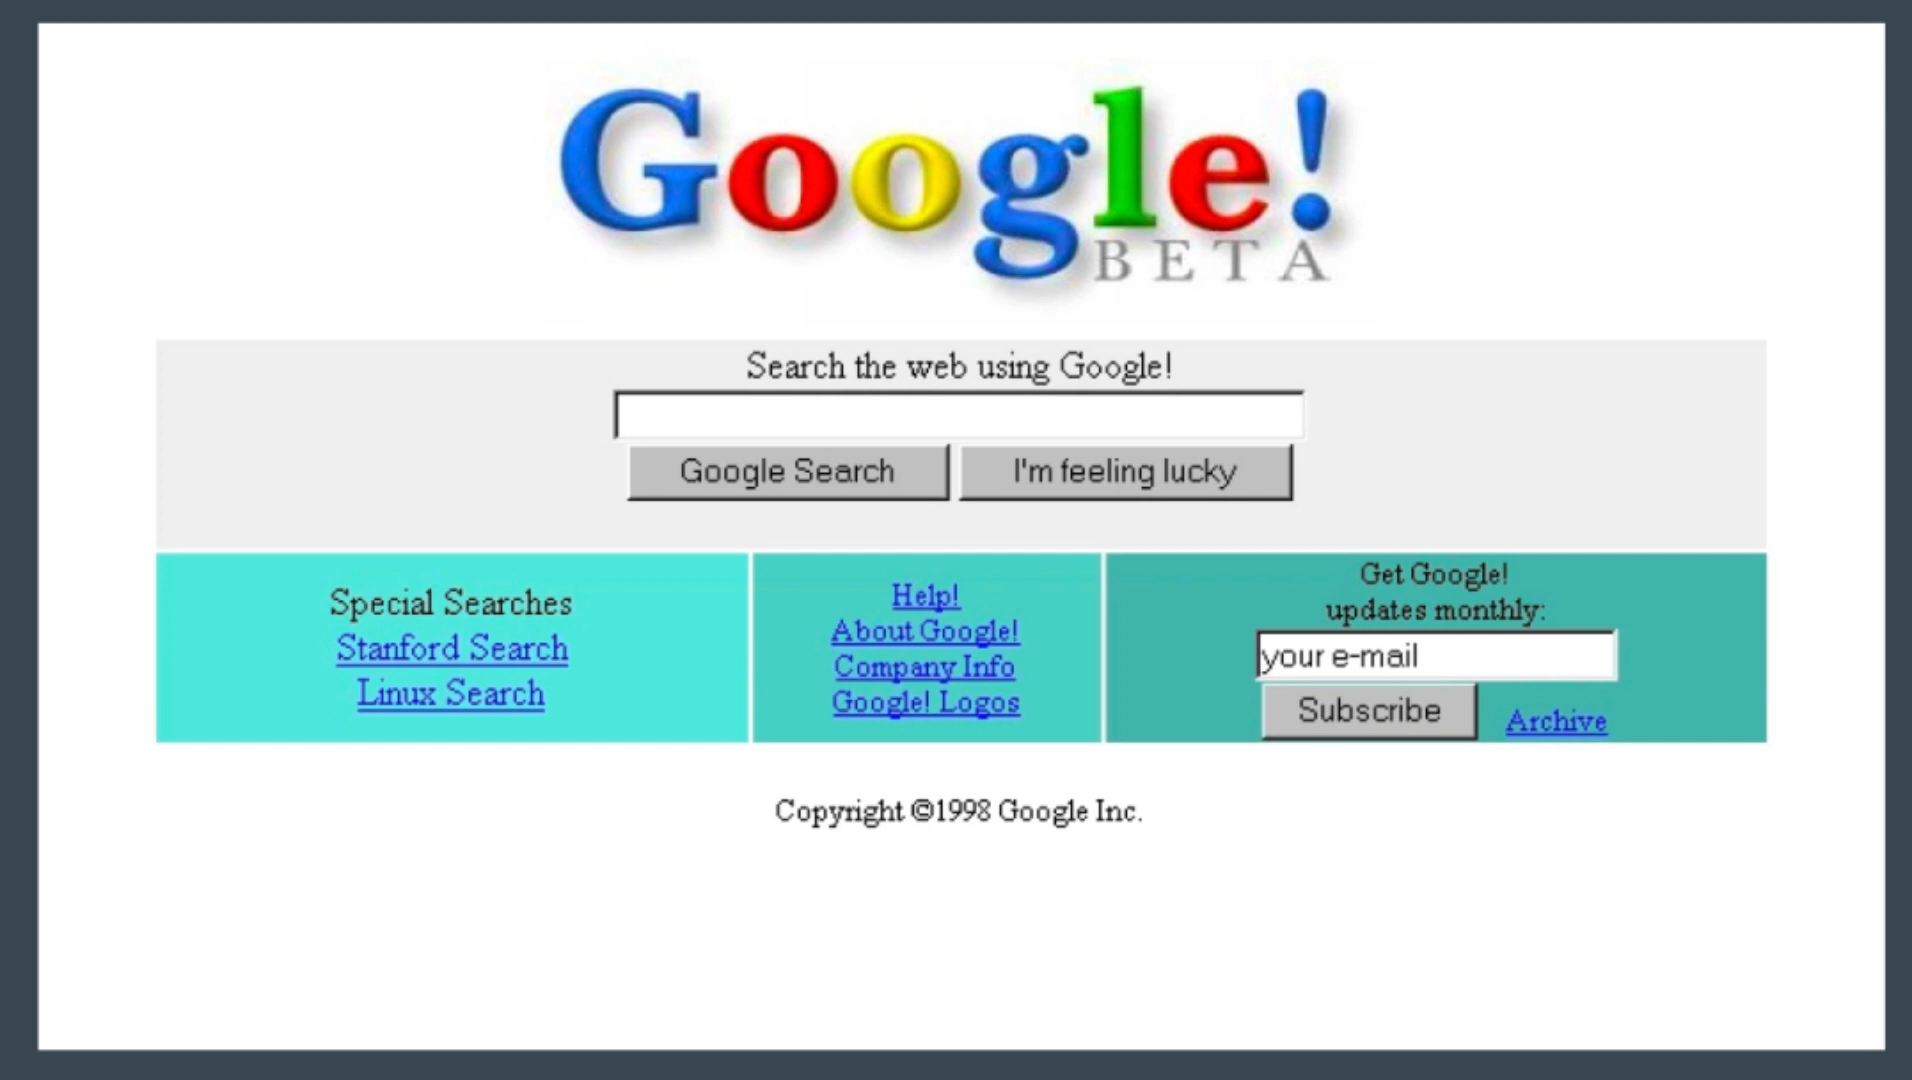 Google!
BETA
Search the web using Google!
Google Search
I'm feeling lucky
Special Searches
Stanford Search
Linux Search
Help!
About Google!
Company Info
Google! Logos
Get Google!
updates monthly:
your e-mail
Subscribe
Archive
Copyright ©1998 Google Inc.